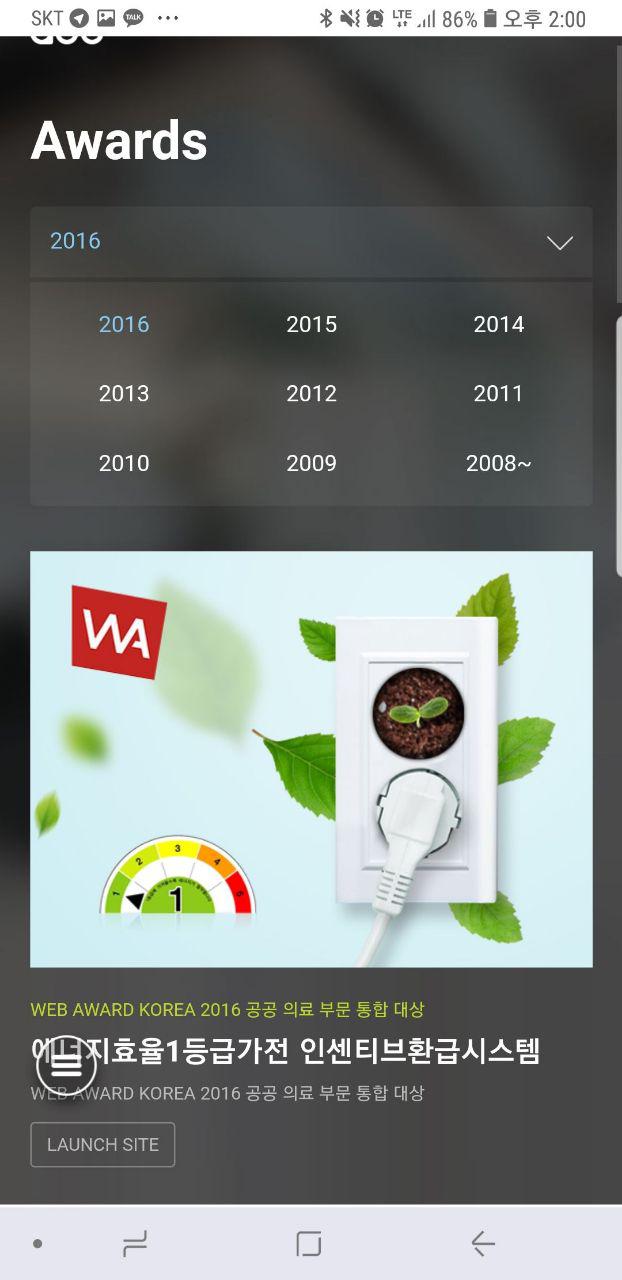 SKT TALK ••• LTE 86% 오후 2:00
Awards
2016
2016 2015 2014
2013 2012 2011
2010 2009 2008~
WA
1 2 3 4 5
1
WEB AWARD KOREA 2016 공공 의료 부문 통합 대상
에너지효율1등급가전 인센티브환급시스템
WEB AWARD KOREA 2016 공공 의료 부문 통합 대상
LAUNCH SITE